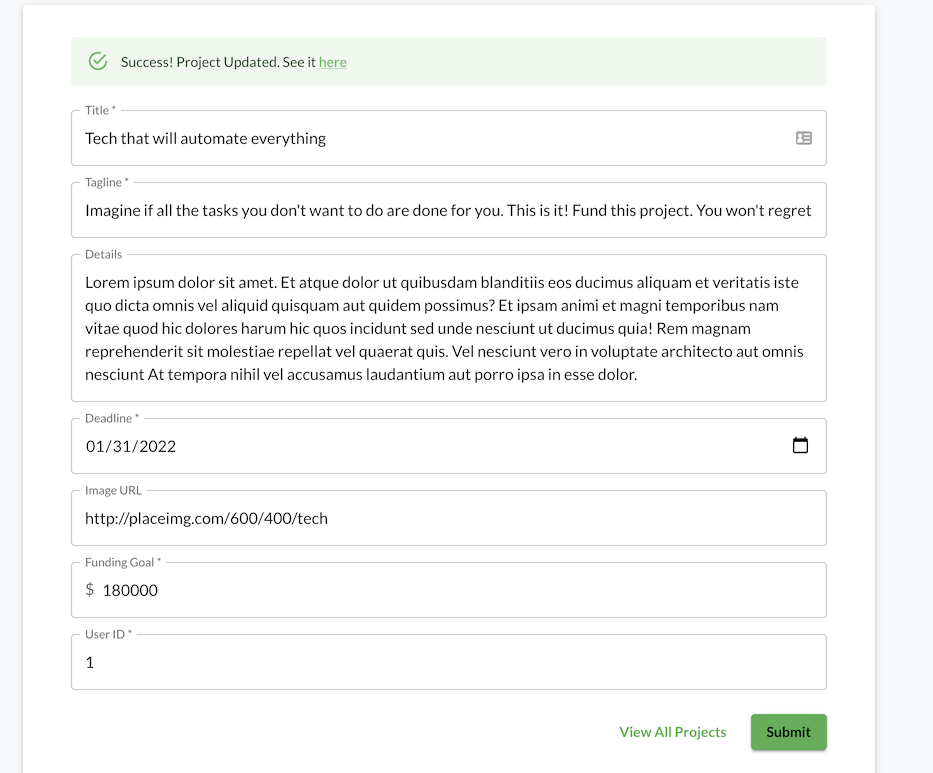 Success! Project Updated. See it here
Title *
Tech that will automate everything
Tagline *
Imagine if all the tasks you don't want to do are done for you. This is it! Fund this project. You won't regret
Details
Lorem ipsum dolor sit amet. Et atque dolor ut quibusdam blanditiis eos ducimus aliquam et veritatis iste
quo dicta omnis vel aliquid quisquam aut quidem possimus? Et ipsam animi et magni temporibus nam
vitae quod hic dolores harum hic quos incidunt sed unde nesciunt ut ducimus quia! Rem magnam
reprehenderit sit molestiae repellat vel quaerat quis. Vel nesciunt vero in voluptate architecto aut omnis
nesciunt At tempora nihil vel accusamus laudantium aut porro ipsa in esse dolor.
Deadline *
01/31/2022
Image URL
http://placeimg.com/600/400/tech
Funding Goal *
$ 180000
User ID *
1
View All Projects Submit